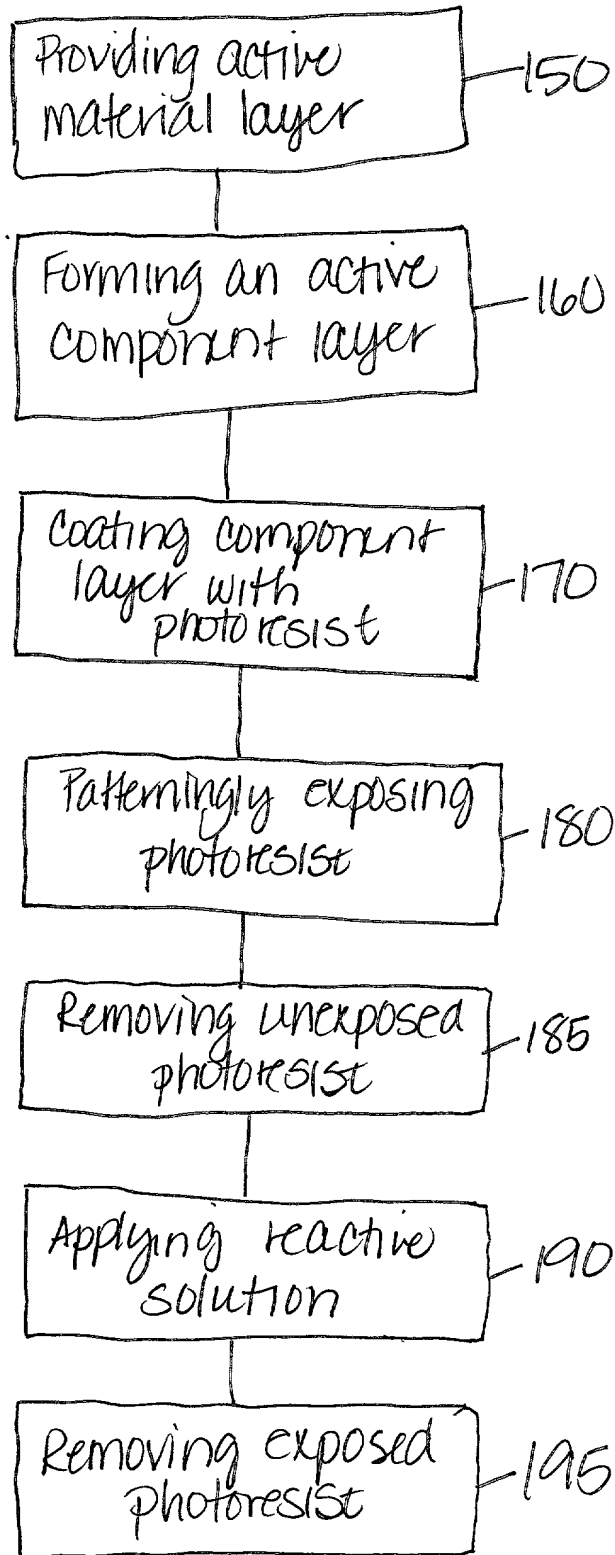 Providing active
material layer
150
Forming an active
component layer
160
Coating component
layer with
photoresist
170
Patterningly exposing
photoresist
180
Removing unexposed
photoresist
185
Applying reactive
solution
190
Removing exposed
photoresist
195